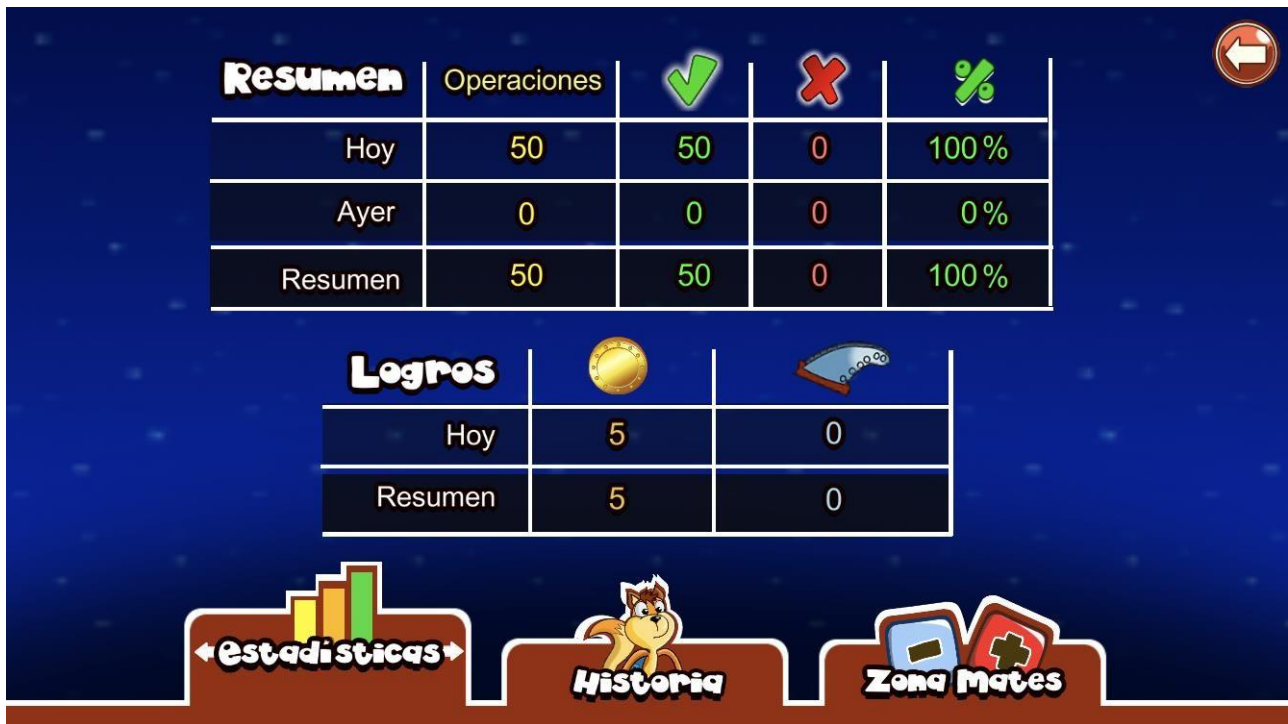 Resumen Operaciones %
Hoy 50 50 0 100 %
Ayer 0 0 0 0 %
Resumen 50 50 0 100 %
Logros
Hoy 5 0
Resumen 5 0
estadísticas
Historia
Zona Mates